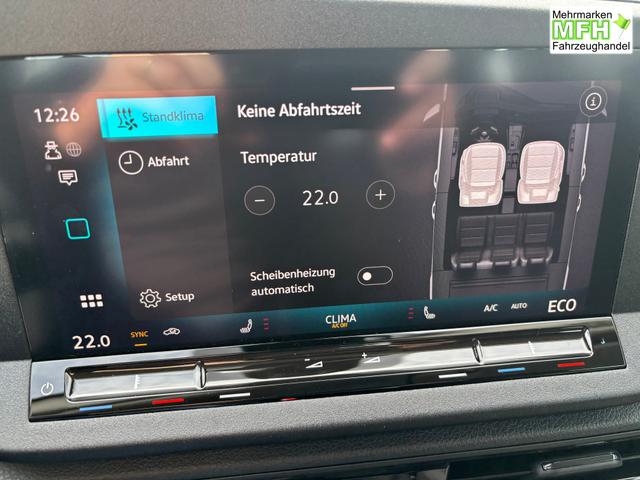 Mehrmarken
MFH
Fahrzeughandel
12:26
Standklima
Keine Abfahrtszeit
i
Abfahrt
Temperatur
− 22.0 +
Scheibenheizung
automatisch
Setup
22.0
SYNC
CLIMA
A/C OFF
A/C
AUTO
ECO
− +